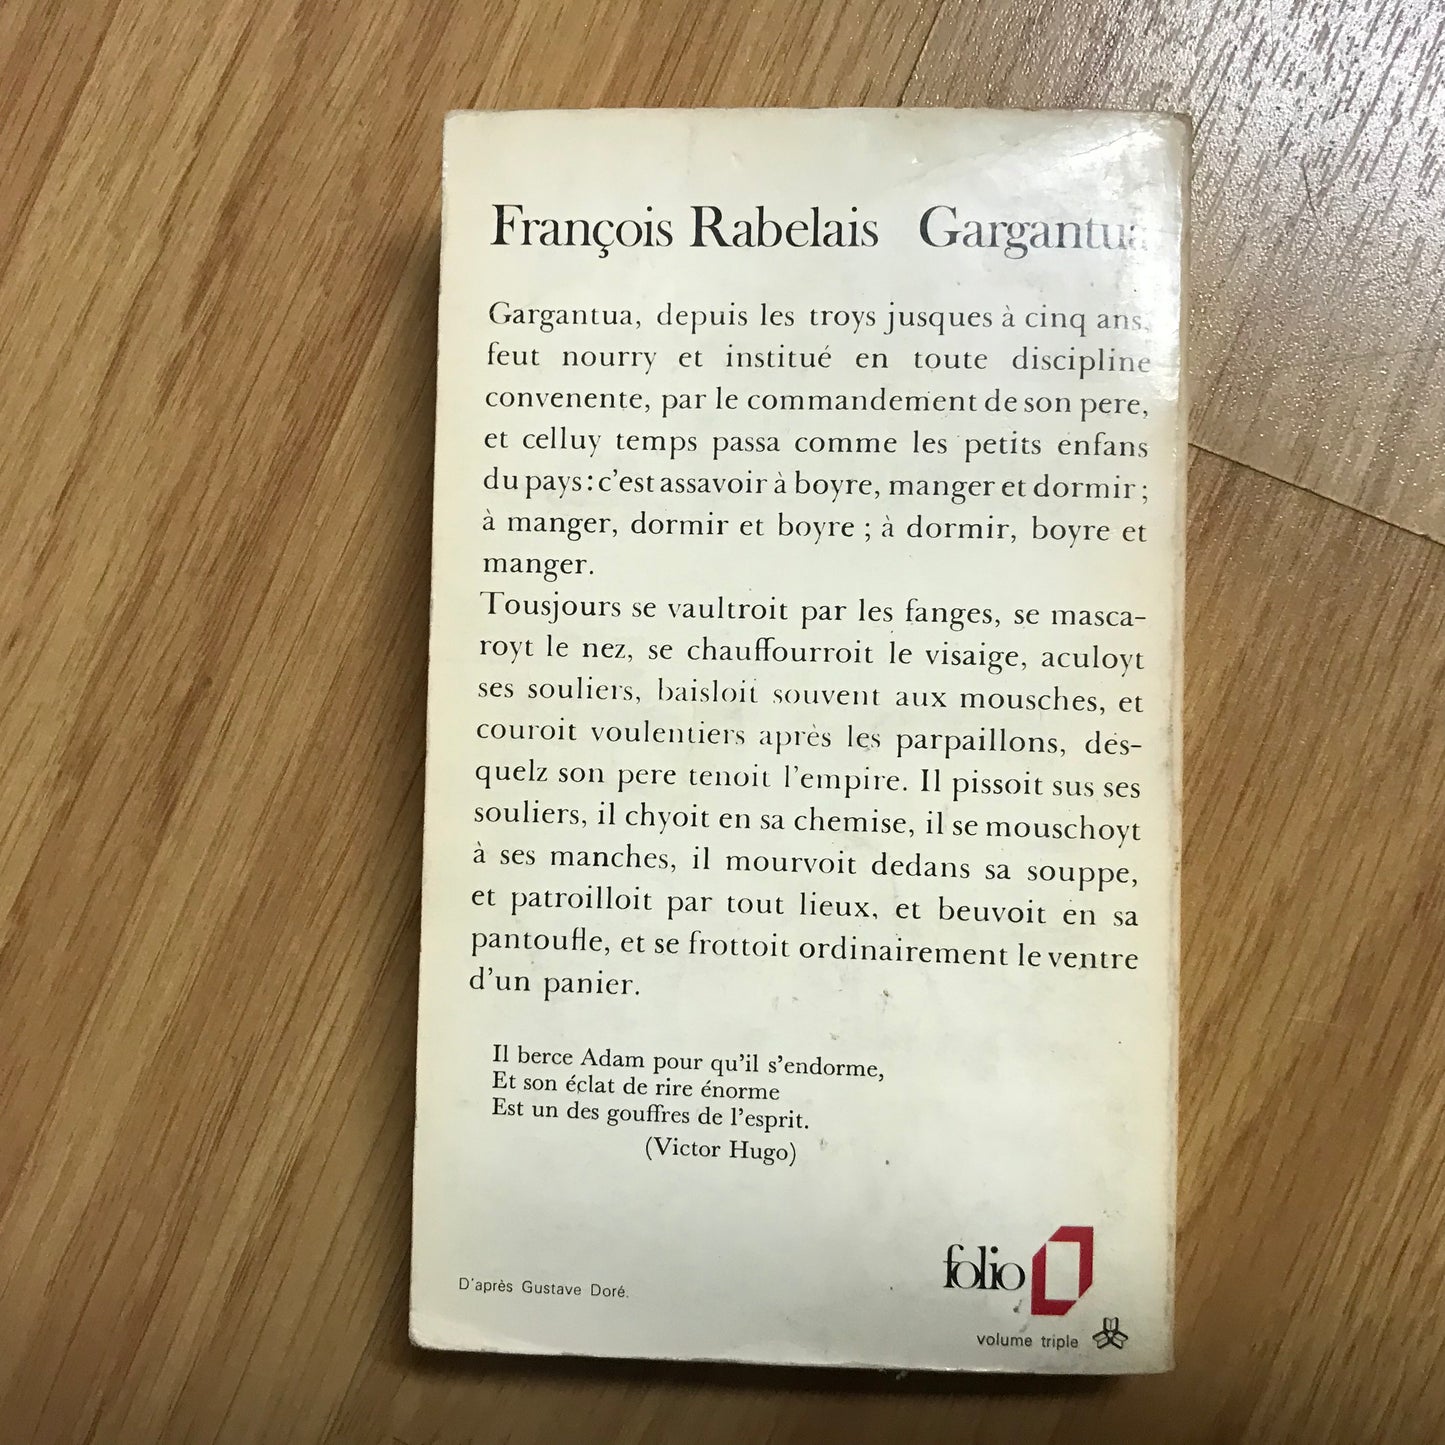 François Rabelais Gargantua
Gargantua, depuis les troys jusques à cinq ans,
feut nourry et institué en toute discipline
convenente, par le commandement de son pere,
et celluy temps passa comme les petits enfans
du pays : c'est assavoir à boyre, manger et dormir ;
à manger, dormir et boyre ; à dormir, boyre et
manger.
Tousjours se vaultroit par les fanges, se masca-
royt le nez, se chauffourroit le visaige, aculoyt
ses souliers, baisloit souvent aux mousches, et
couroit voulentiers après les parpaillons, des-
quelz son pere tenoit l'empire. Il pissoit sus ses
souliers, il chyoit en sa chemise, il se mouschoyt
à ses manches, il mourvoit dedans sa souppe,
et patroilloit par tout lieux, et beuvoit en sa
pantoufle, et se frottoit ordinairement le ventre
d'un panier.
Il berce Adam pour qu'il s'endorme,
Et son éclat de rire énorme
Est un des gouffres de l'esprit.
(Victor Hugo)
folio
D'après Gustave Doré.
volume triple